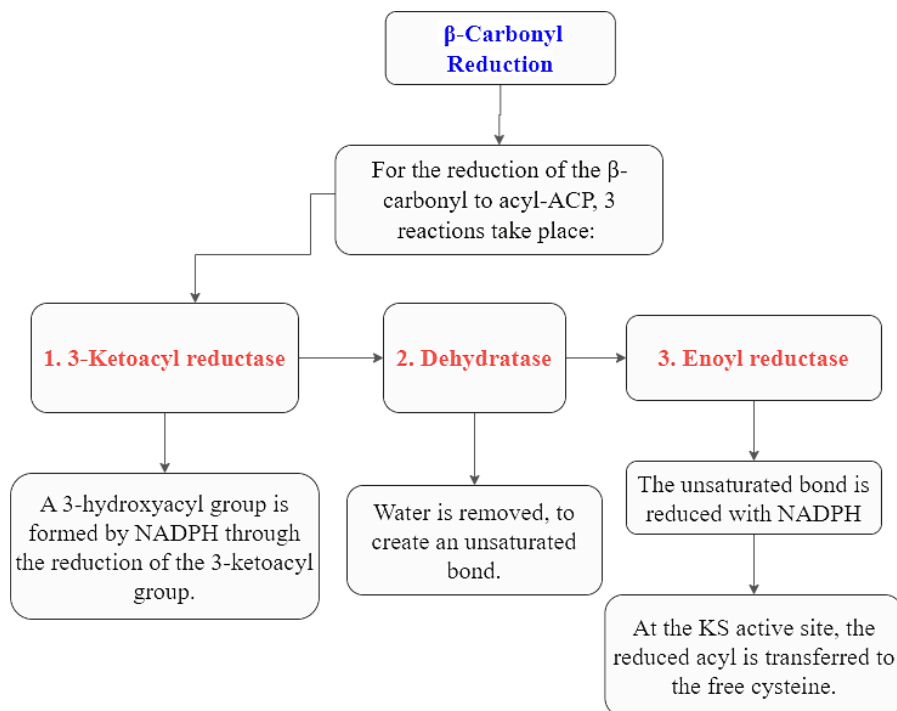 β-Carbonyl
Reduction
For the reduction of the β-
carbonyl to acyl-ACP, 3
reactions take place:
1. 3-Ketoacyl reductase
2. Dehydratase
3. Enoyl reductase
A 3-hydroxyacyl group is
formed by NADPH through
the reduction of the 3-ketoacyl
group.
Water is removed, to
create an unsaturated
bond.
The unsaturated bond is
reduced with NADPH
At the KS active site, the
reduced acyl is transferred to
the free cysteine.